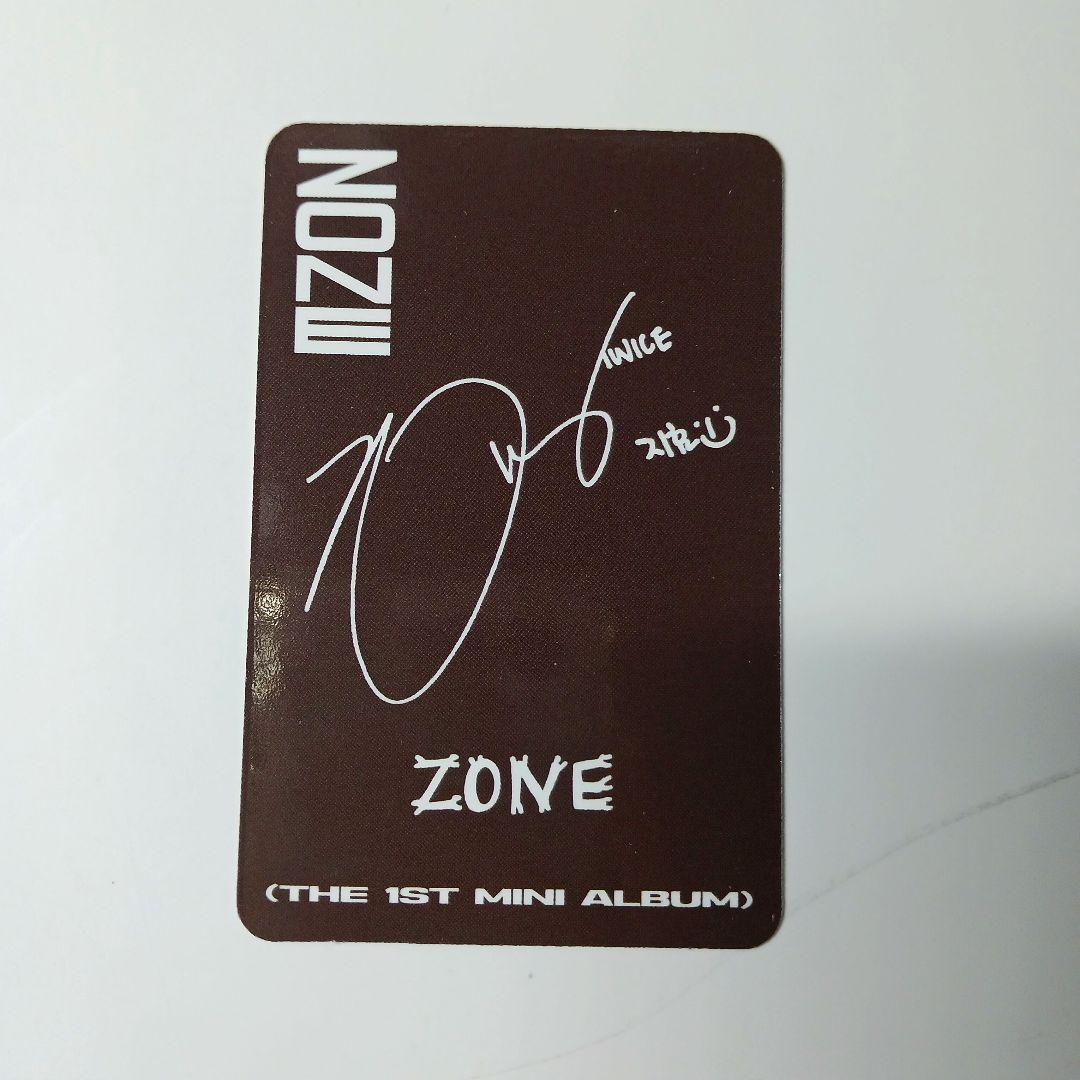 ZONE
TWICE
지효
ZONE
(THE 1ST MINI ALBUM)